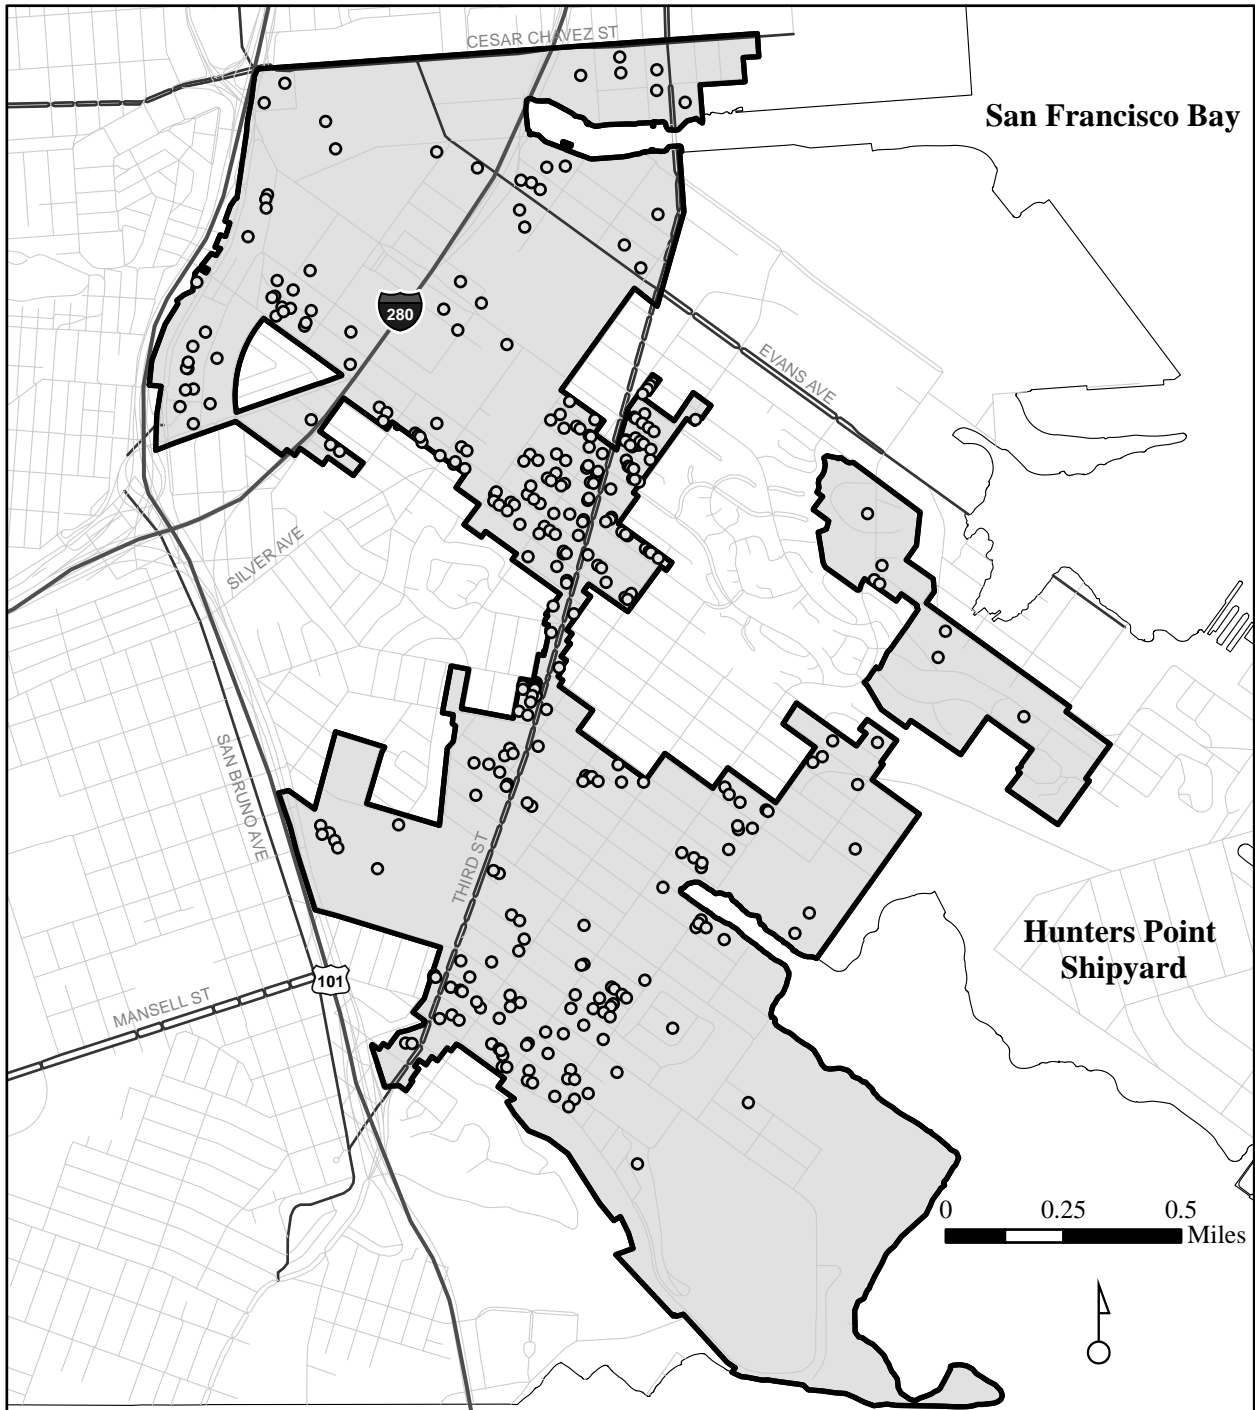 CESAR CHAVEZ ST
San Francisco Bay
280
EVANS AVE
SILVER AVE
SAN BRUNO AVE
THIRD ST
Hunters Point
Shipyard
101
MANSELL ST
0 0.25 0.5
Miles